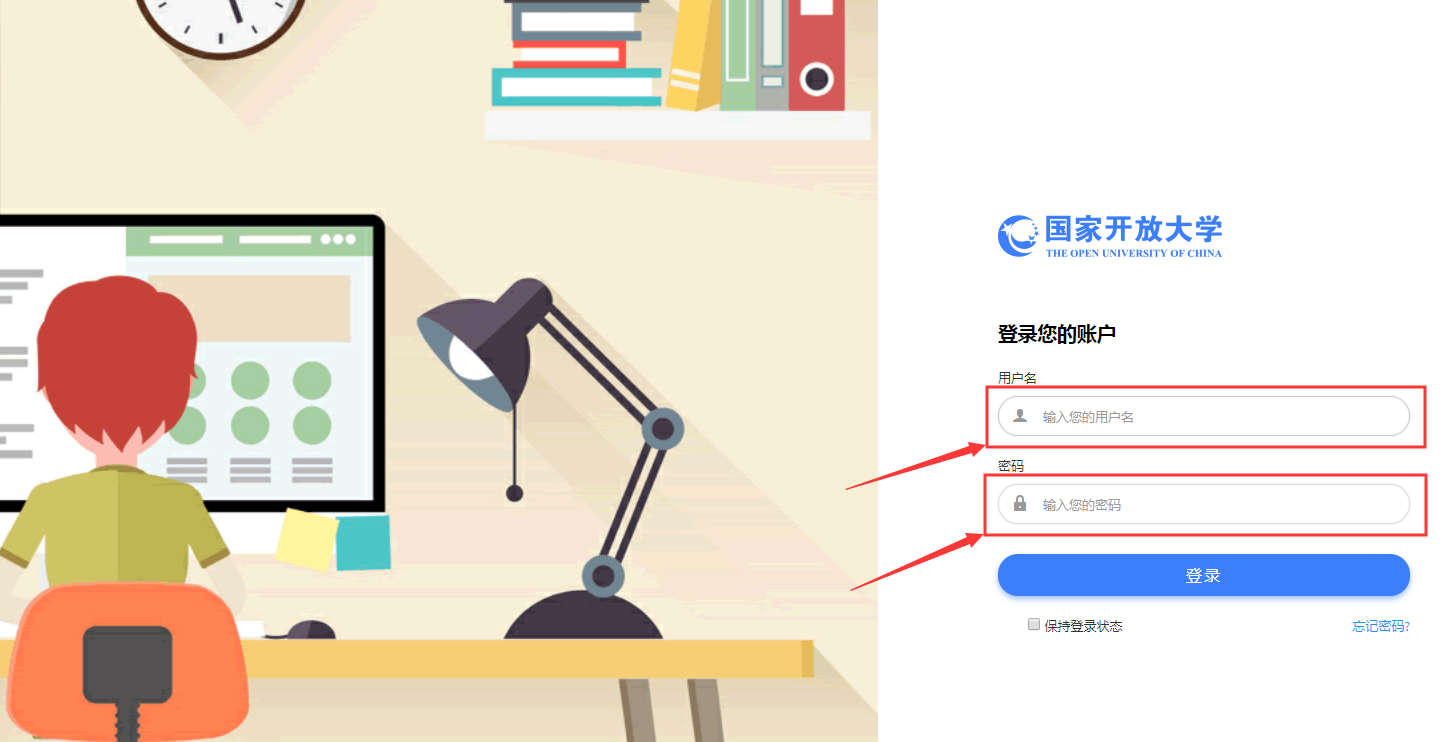 国家开放大学
THE OPEN UNIVERSITY OF CHINA
登录您的账户
用户名
输入您的用户名
密码
输入您的密码
登录
保持登录状态 忘记密码?